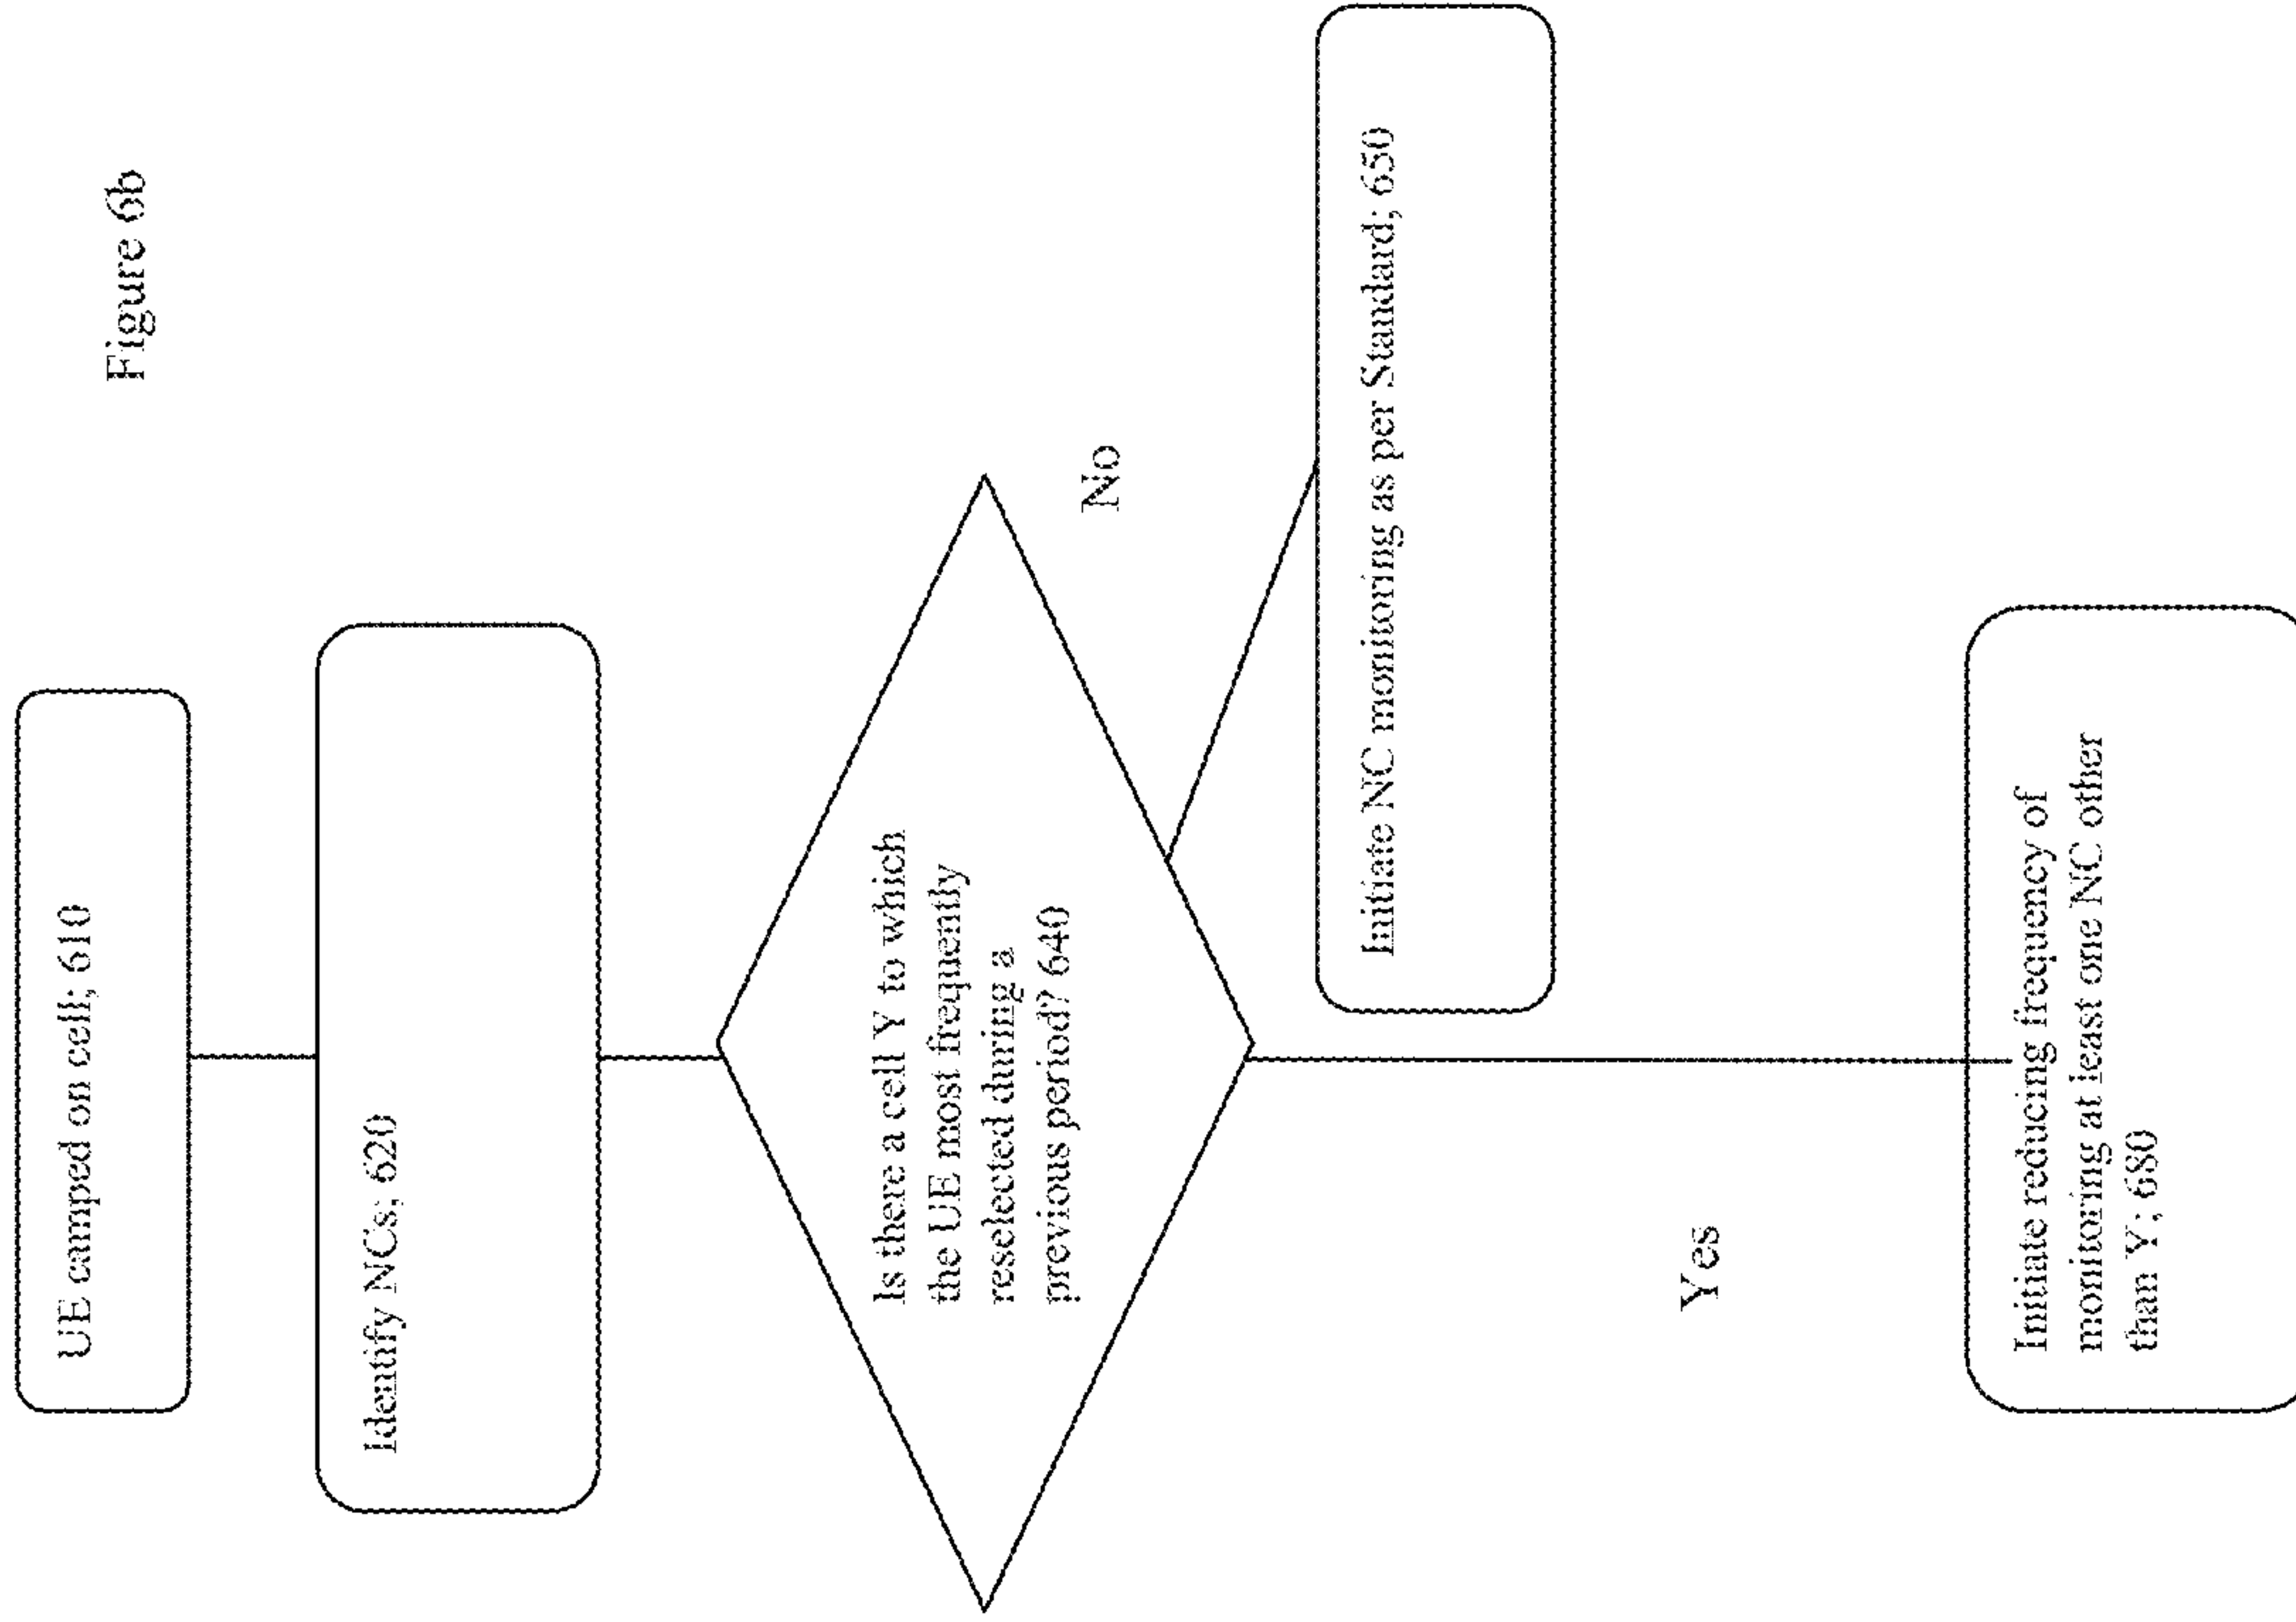 Figure 6b
UE camped on cell; 610
Identify NCs; 620
Is there a cell Y to which
the UE most frequently
reselected during a
previous period? 640
No
Initiate NC monitoring as per Standard; 650
Yes
Initiate reducing frequency of
monitoring at least one NC other
than Y; 680